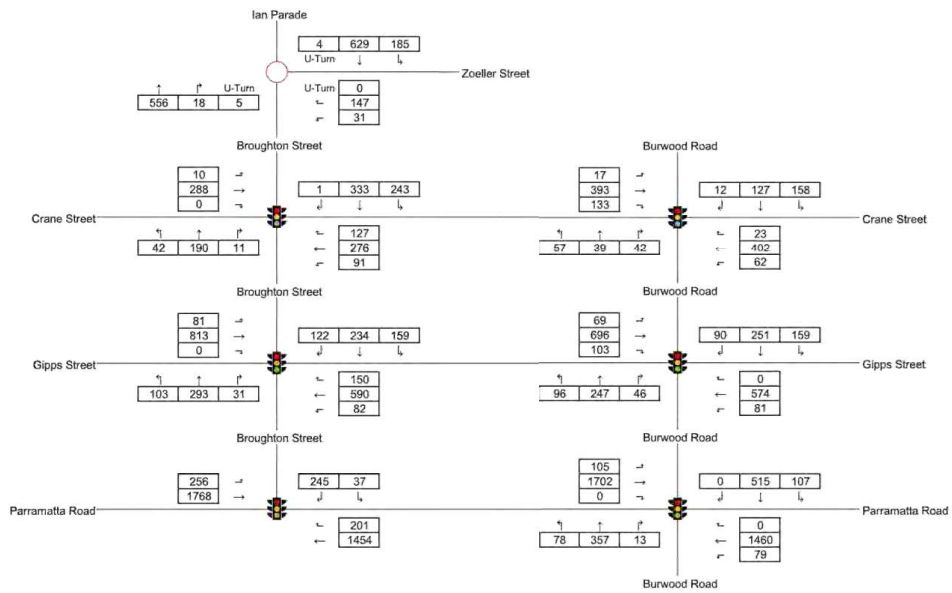 Ian Parade
4 629 185
U-Turn
Zoeller Street
U-Turn
556 18 5
U-Turn 0
147
31
Broughton Street
Burwood Road
10
288
0
1 333 243
17
393
133
12 127 158
Crane Street
Crane Street
42 190 11
127
276
91
57 39 42
23
402
62
Broughton Street
Burwood Road
81
813
0
122 234 159
69
696
103
90 251 159
Gipps Street
Gipps Street
103 293 31
150
590
82
96 247 46
0
574
81
Broughton Street
Burwood Road
256
1768
245 37
105
1702
0
0 515 107
Parramatta Road
Parramatta Road
201
1454
78 357 13
0
1460
79
Burwood Road